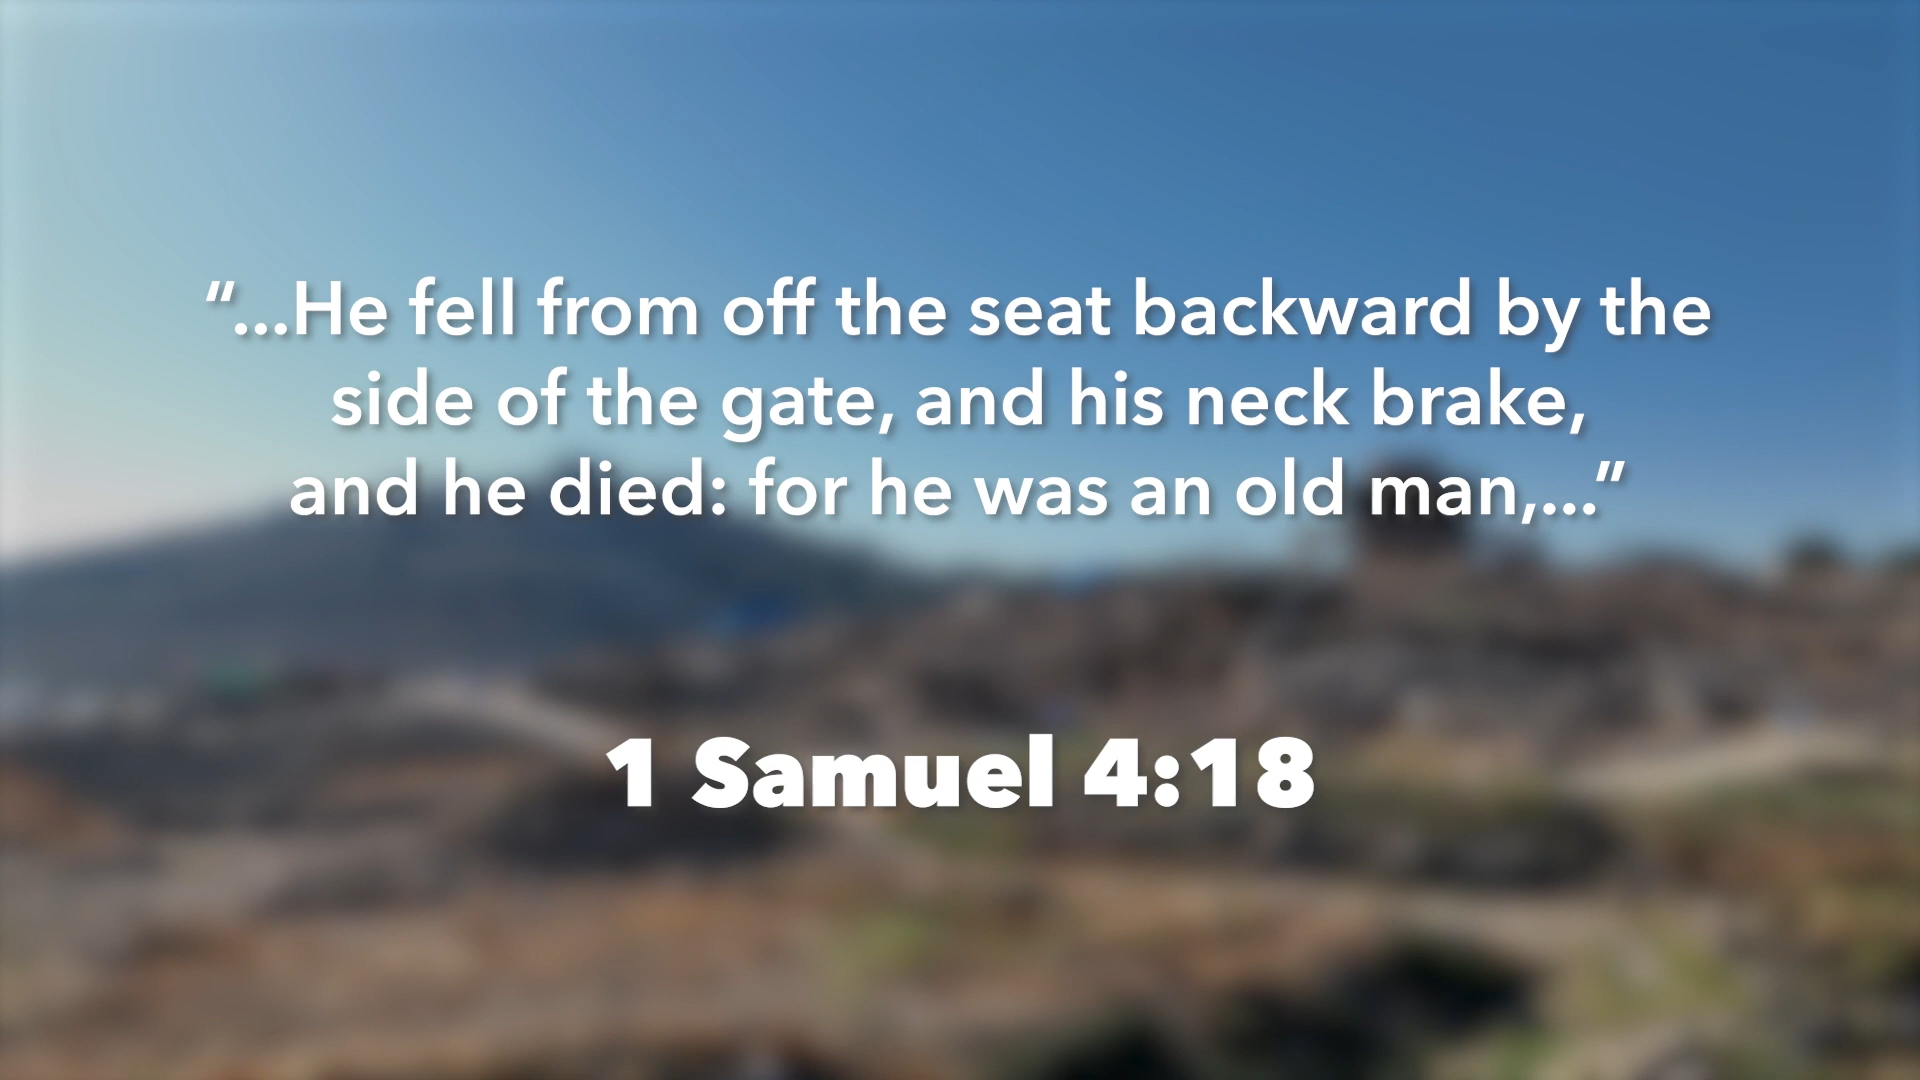 “...He fell from off the seat backward by the
side of the gate, and his neck brake,
and he died: for he was an old man,...”
1 Samuel 4:18